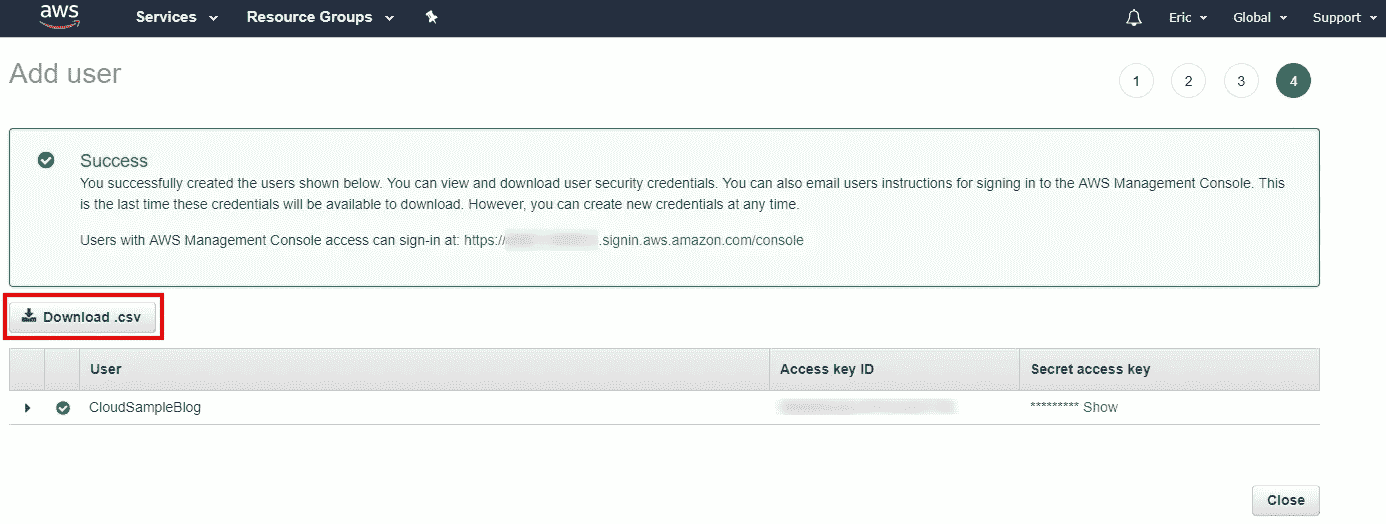 aws Services Resource Groups Eric Global Support
Add user 1 2 3 4
Success
You successfully created the users shown below. You can view and download user security credentials. You can also email users instructions for signing in to the AWS Management Console. This
is the last time these credentials will be available to download. However, you can create new credentials at any time.
Users with AWS Management Console access can sign-in at: https:// .signin.aws.amazon.com/console
Download .csv
User Access key ID Secret access key
CloudSampleBlog ********* Show
Close